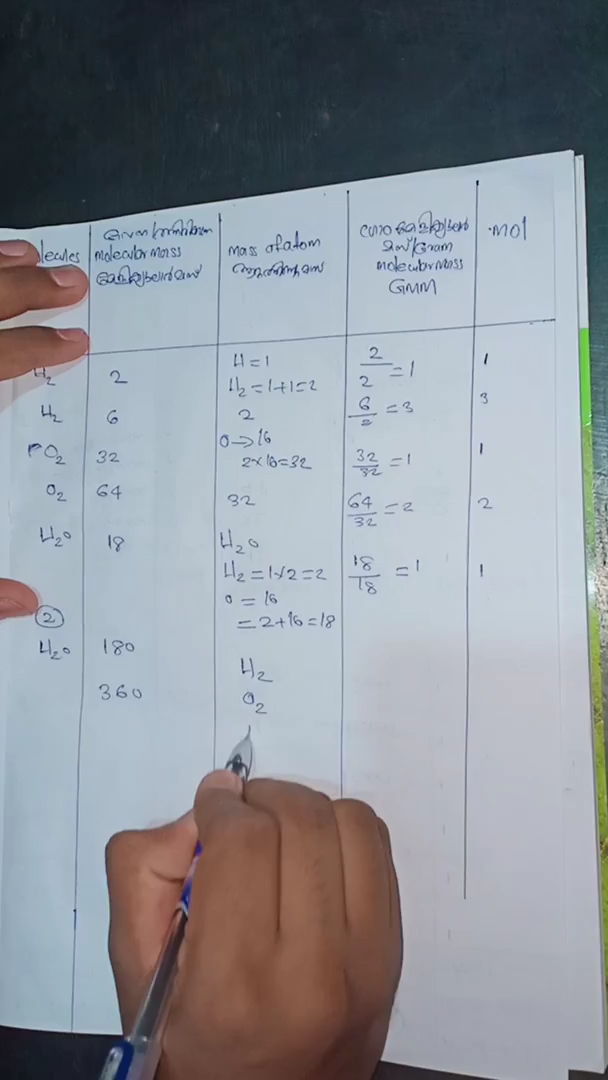 lecules
molecular mass
Mass of atom
Gram
molecular mass
GMM
mol
H₂
2
H=1
H₂=1+1=2
2/2=1
1
H₂
6
2
6/2=3
3
O₂
32
O→16
2×16=32
32/32=1
1
O₂
64
32
64/32=2
2
H₂O
18
H₂O
H₂=1×2=2
O=16
=2+16=18
18/18=1
1
2
H₂O
180
H₂
360
O₂